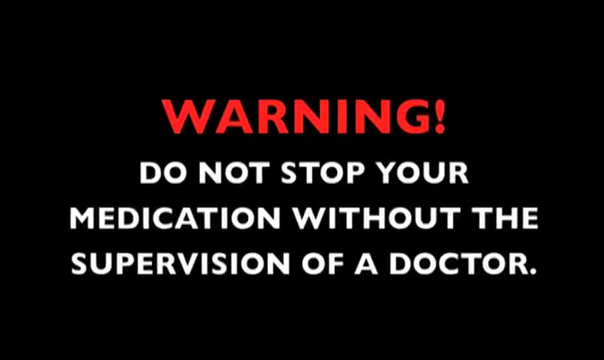 WARNING!
DO NOT STOP YOUR
MEDICATION WITHOUT THE
SUPERVISION OF A DOCTOR.